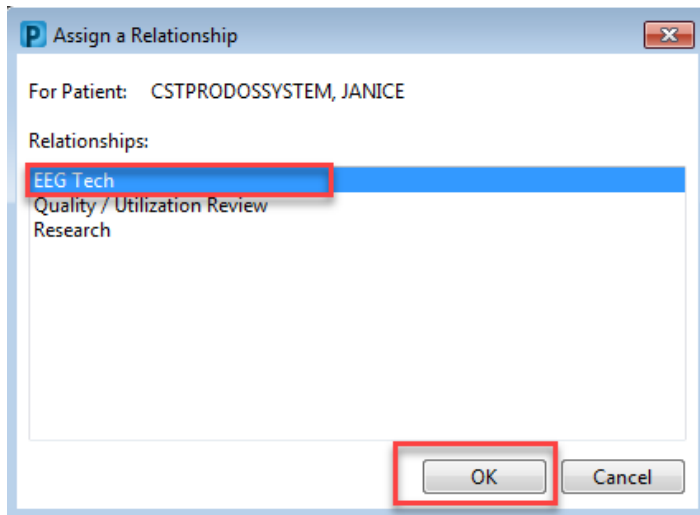 P Assign a Relationship
For Patient: CSTPRODOSSYSTEM, JANICE
Relationships:
EEG Tech
Quality / Utilization Review
Research
OK Cancel